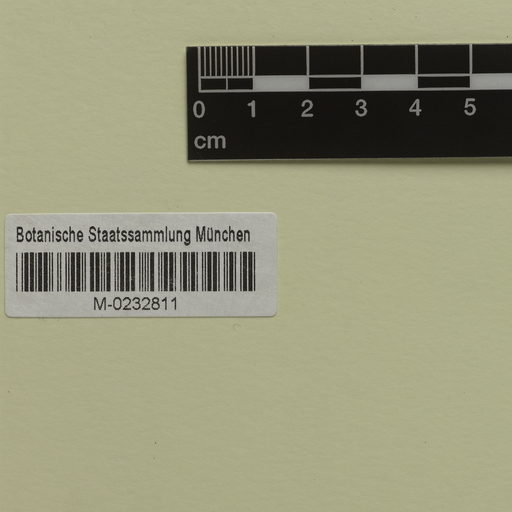 0 1 2 3 4 5
cm
Botanische Staatssammlung München
M-0232811